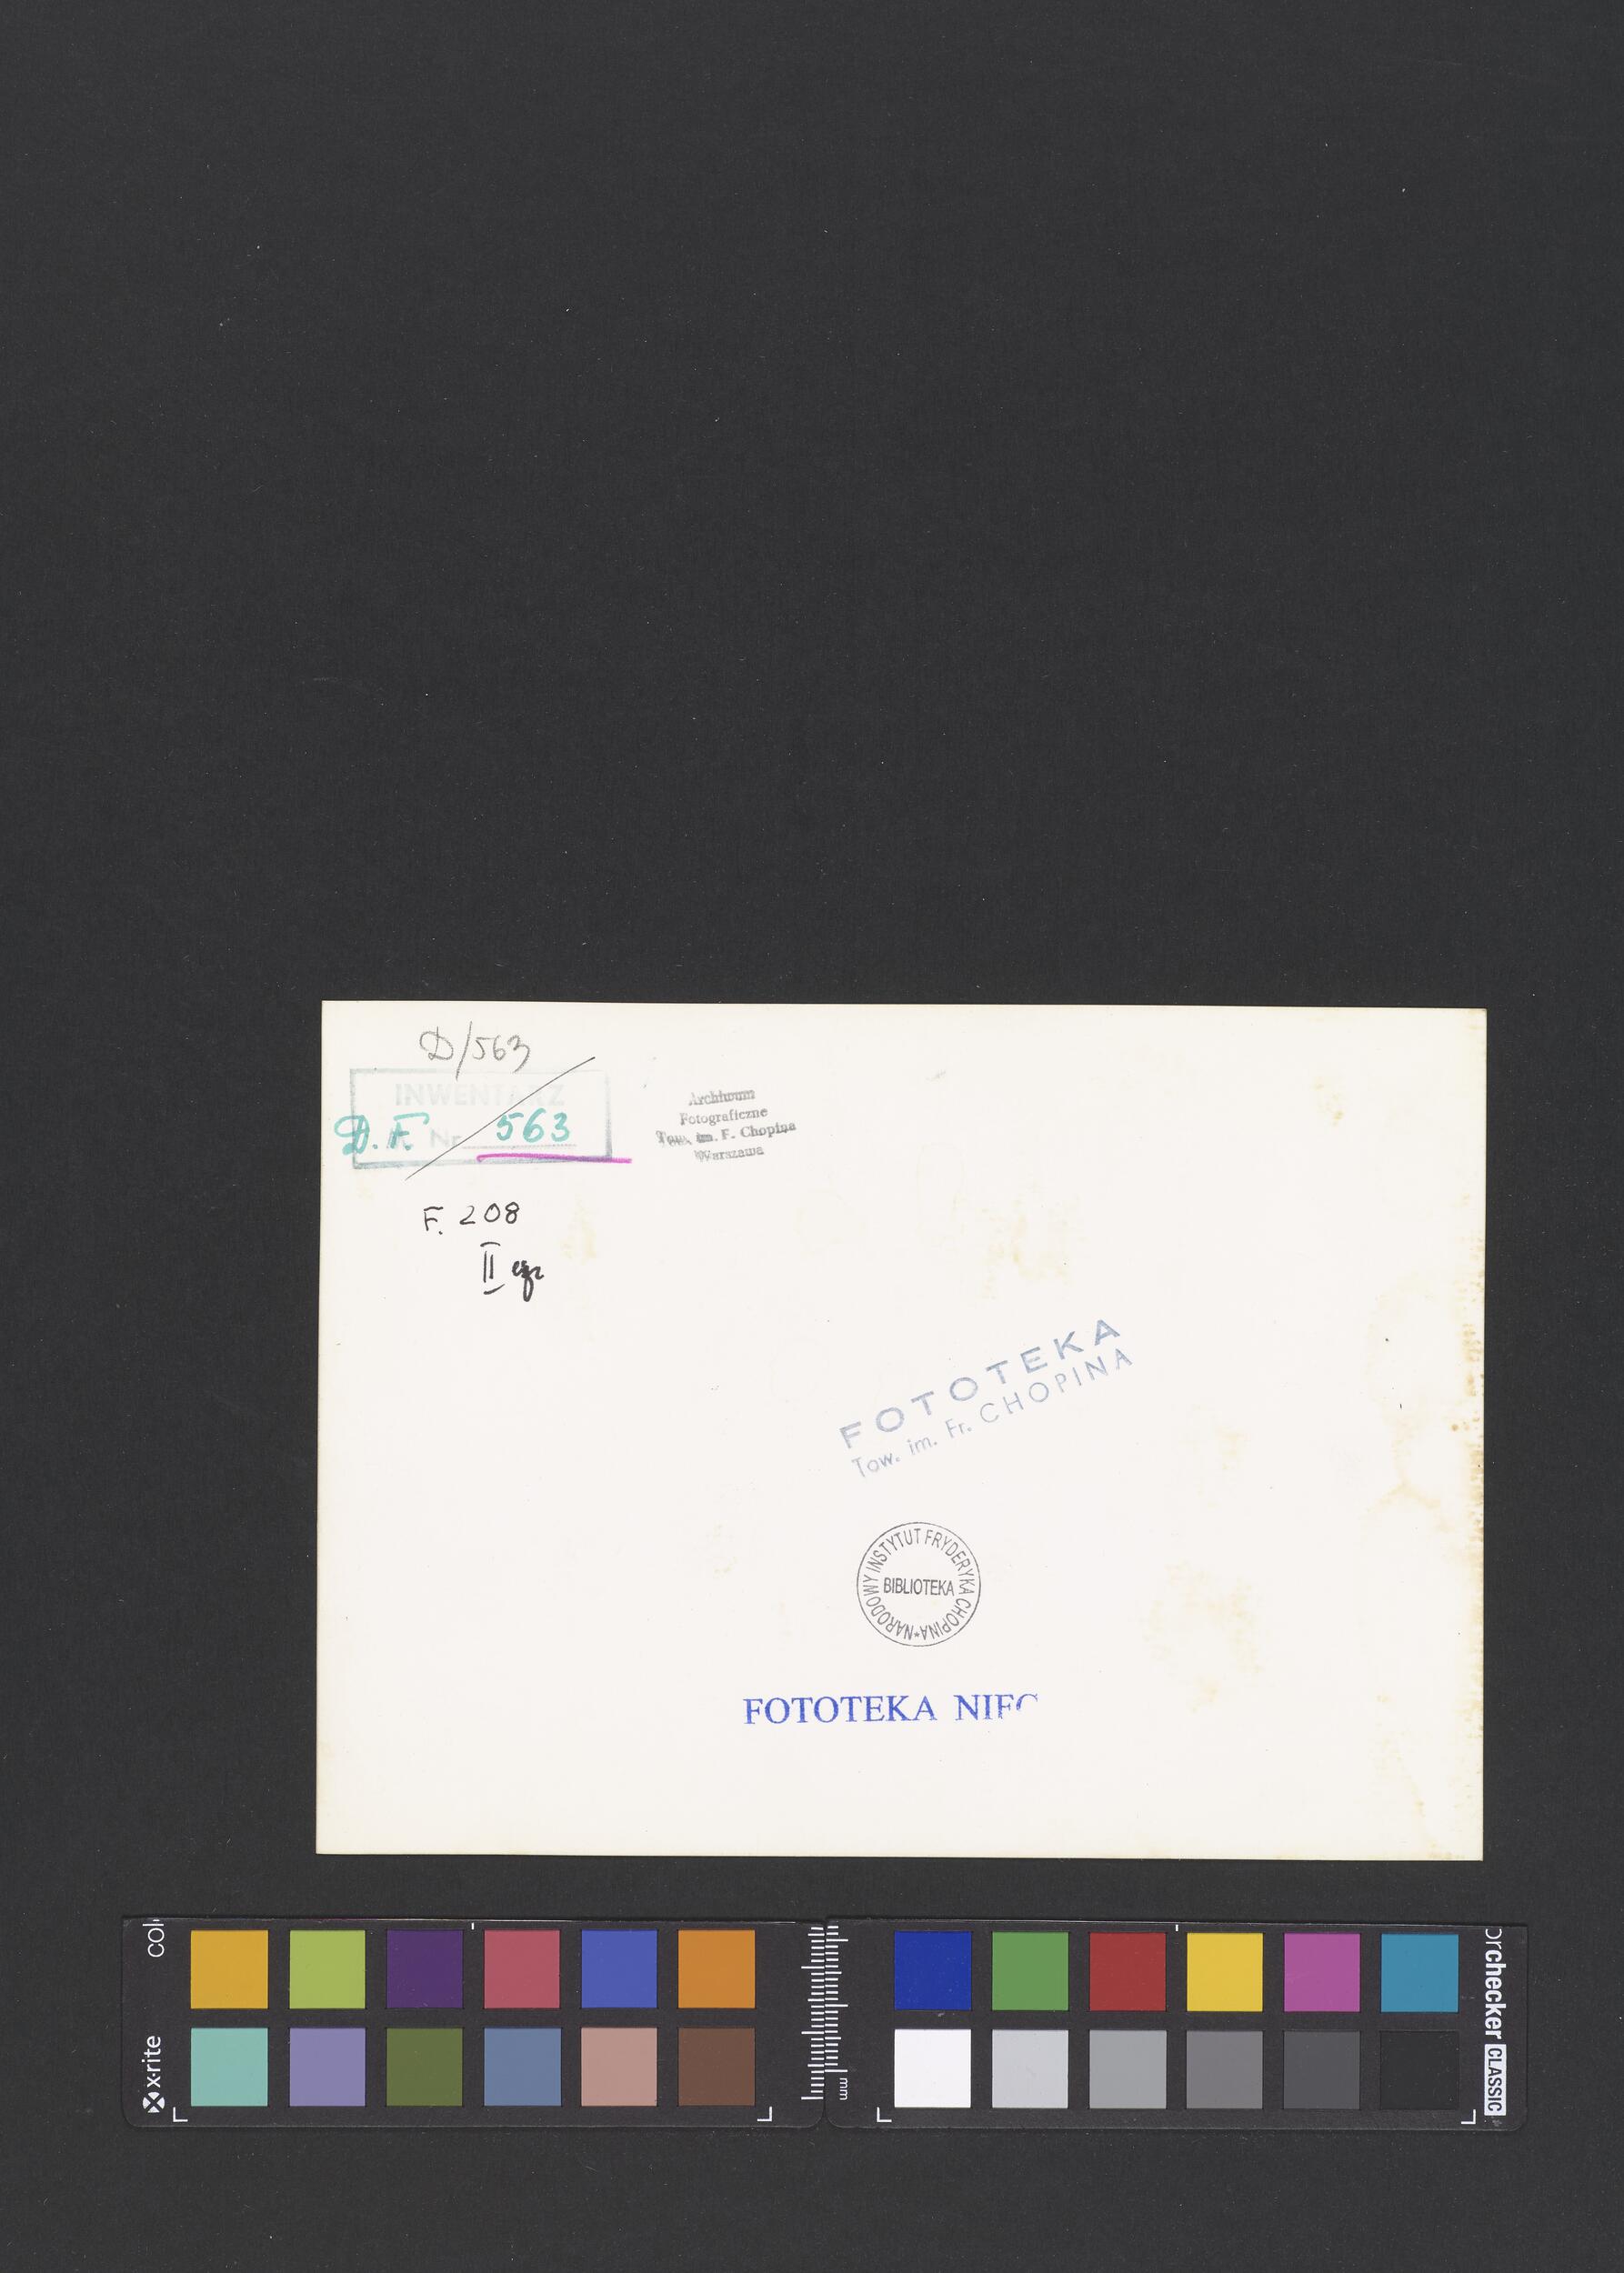 D/563
INWENTARZ
D. F. Nr 563
Archiwum
Fotograficzne
Tow. im. F. Chopina
Warszawa
F. 208
II egz
FOTOTEKA
Tow. im. Fr. CHOPINA
NARODOWY INSTYTUT FRYDERYKA CHOPINA*
BIBLIOTEKA
FOTOTEKA NIFC
x·rite
colorchecker CLASSIC
mm